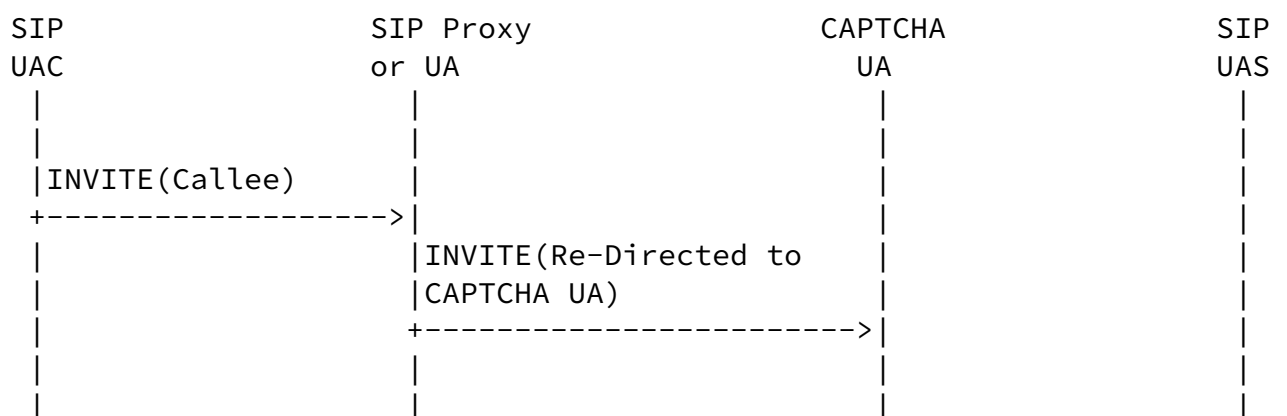 SIP SIP Proxy CAPTCHA SIP
UAC or UA UA UAS
INVITE(Callee)
INVITE(Re-Directed to
CAPTCHA UA)